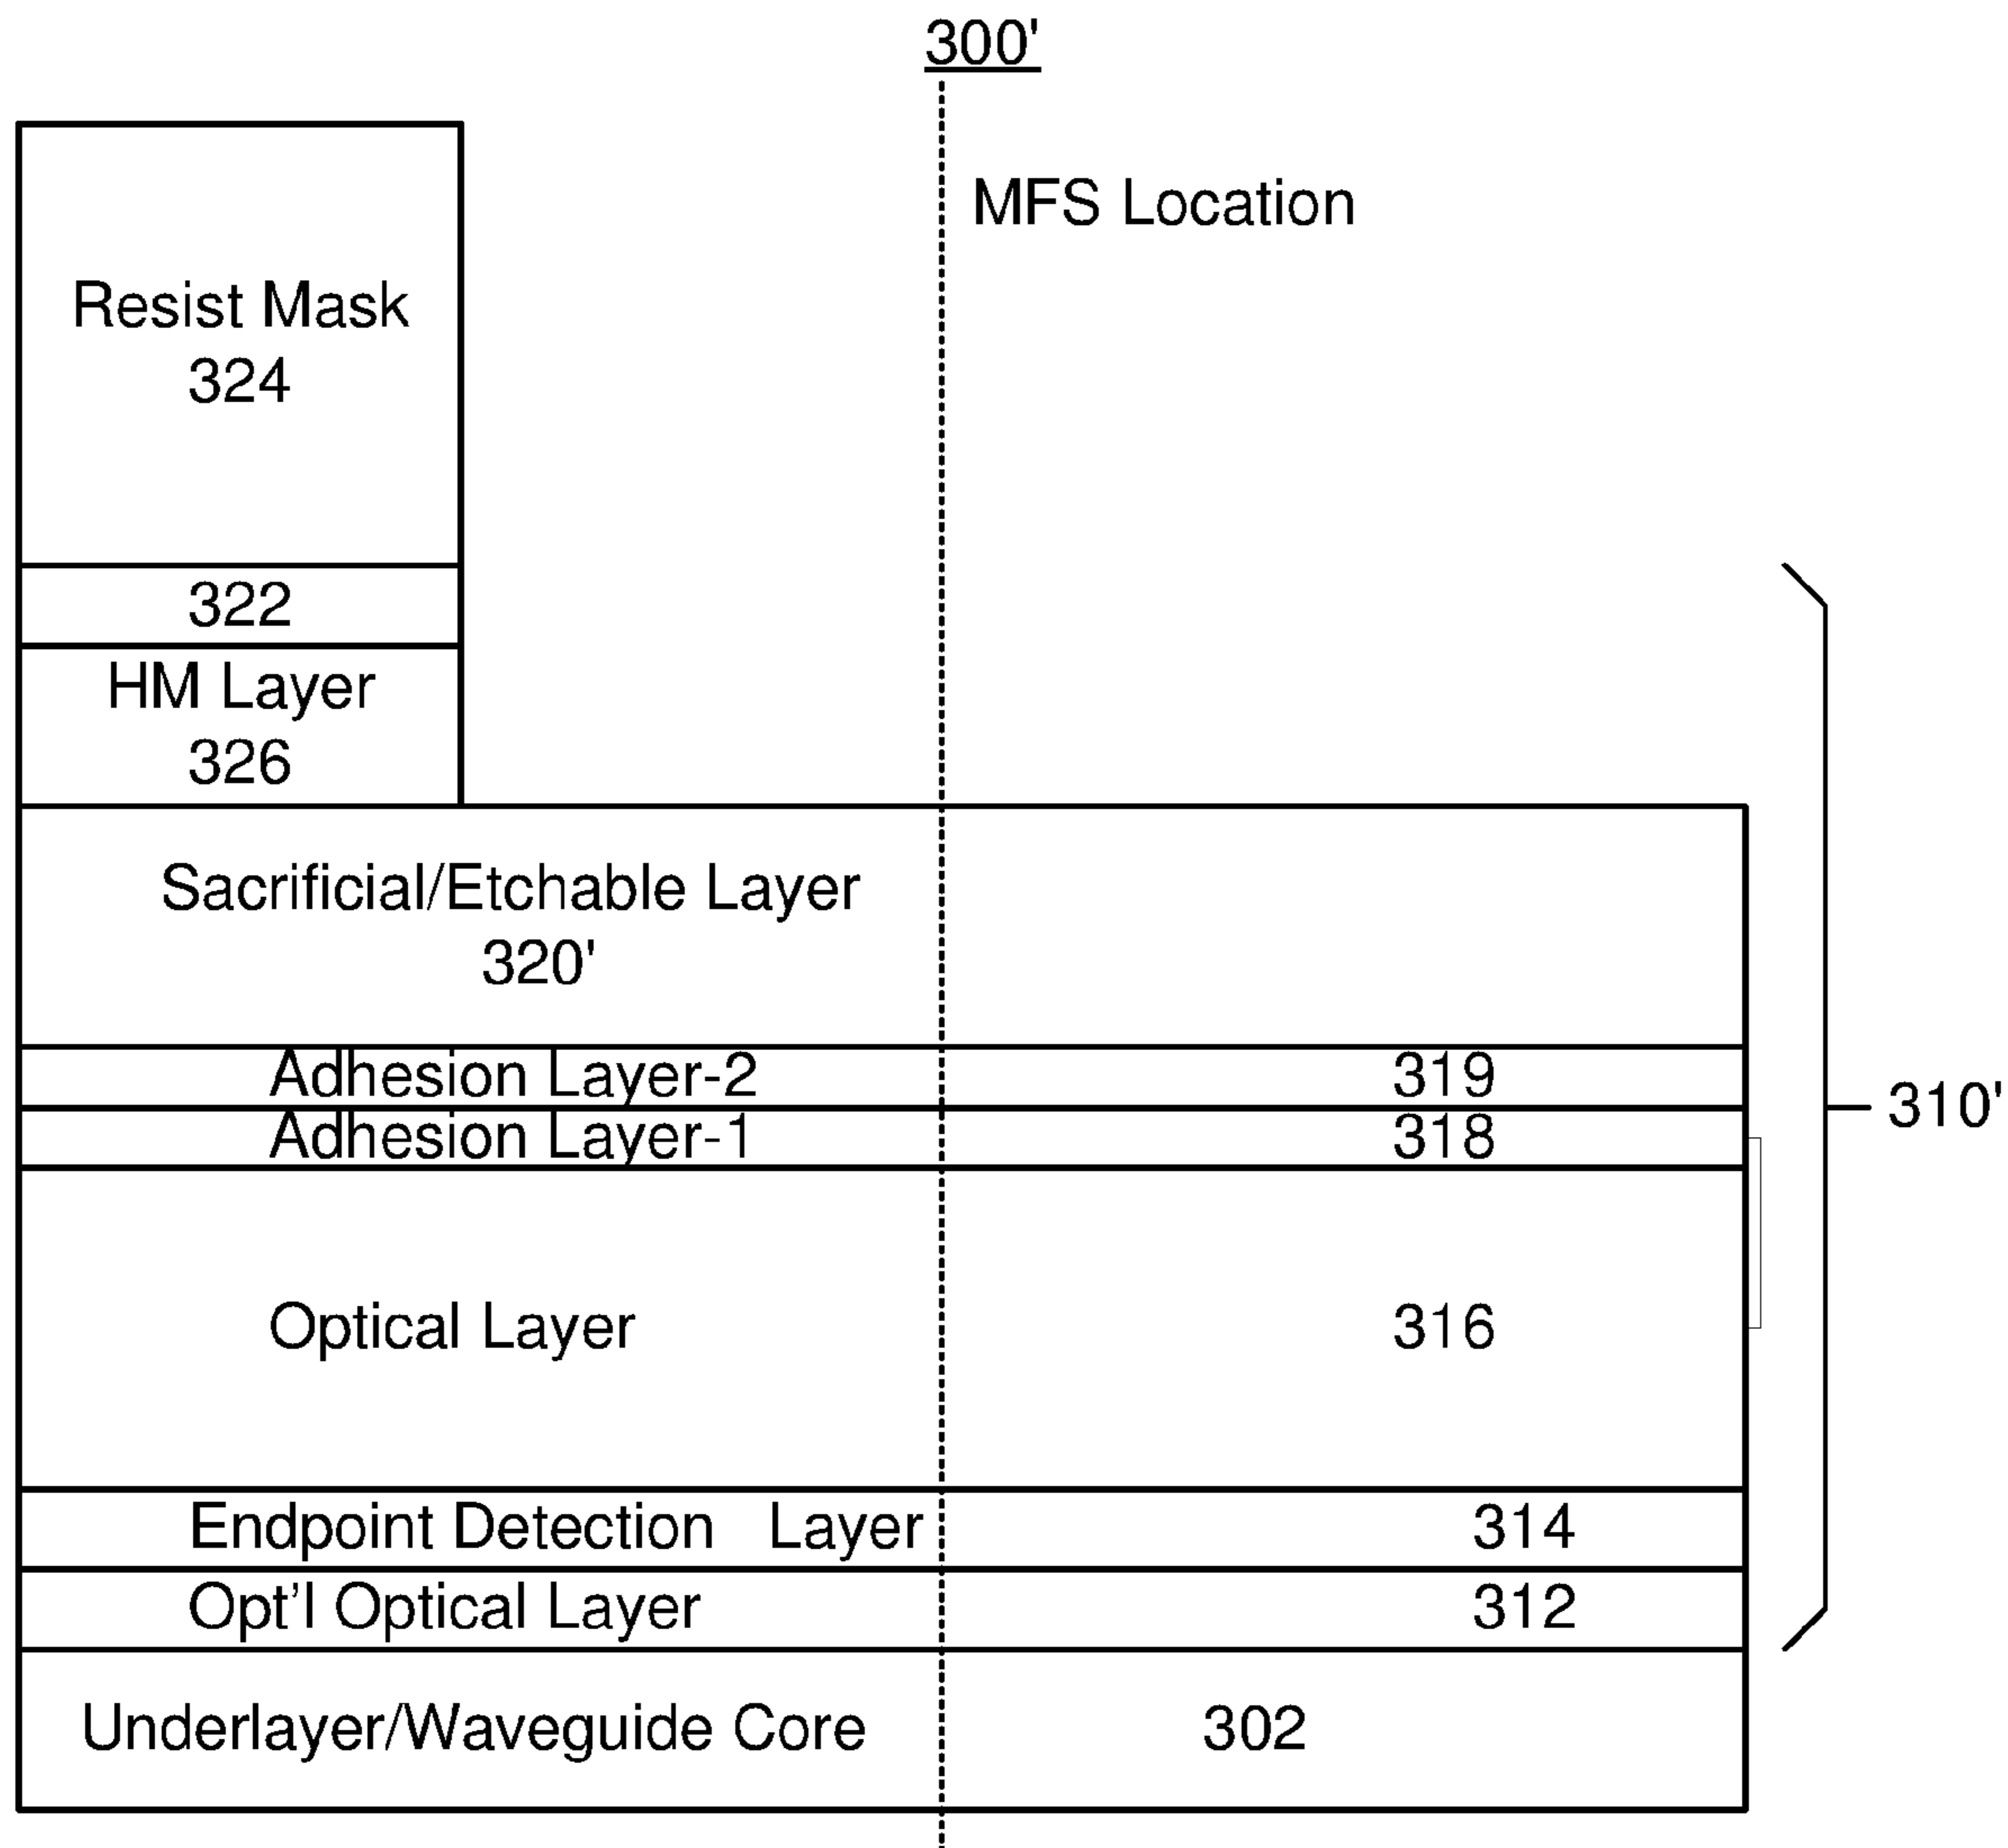 300'
MFS Location
Resist Mask
324
322
HM Layer
326
Sacrificial/Etchable Layer
320'
Adhesion Layer-2 319
Adhesion Layer-1 318
310'
Optical Layer 316
Endpoint Detection Layer 314
Opt'l Optical Layer 312
Underlayer/Waveguide Core 302